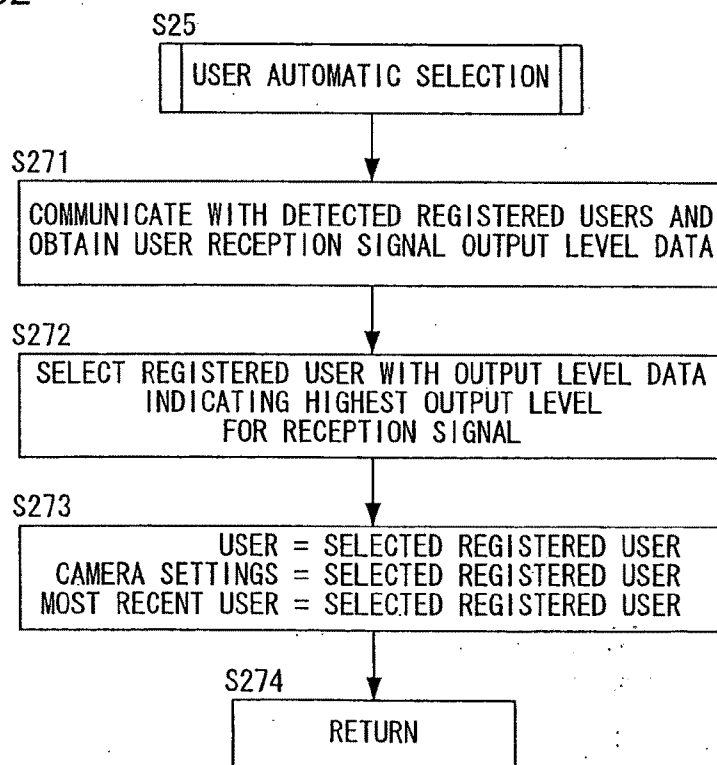 S25
USER AUTOMATIC SELECTION
S271
COMMUNICATE WITH DETECTED REGISTERED USERS AND
OBTAIN USER RECEPTION SIGNAL OUTPUT LEVEL DATA
S272
SELECT REGISTERED USER WITH OUTPUT LEVEL DATA
INDICATING HIGHEST OUTPUT LEVEL
FOR RECEPTION SIGNAL
S273
USER = SELECTED REGISTERED USER
CAMERA SETTINGS = SELECTED REGISTERED USER
MOST RECENT USER = SELECTED REGISTERED USER
S274
RETURN